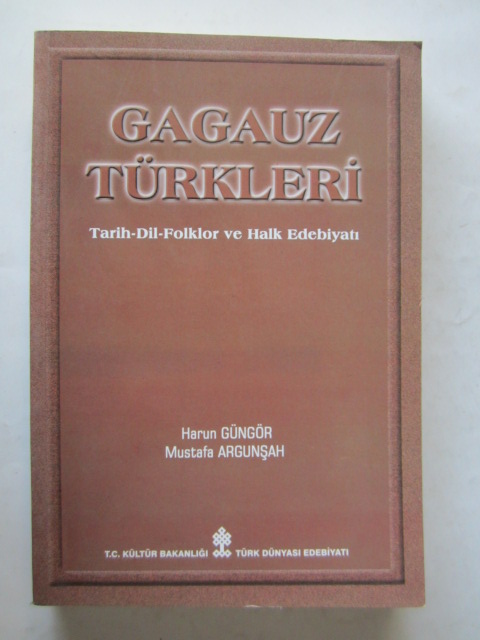 GAGAUZ
TÜRKLERİ
Tarih-Dil-Folklor ve Halk Edebiyatı
Harun GÜNGÖR
Mustafa ARGUNŞAH
T.C. KÜLTÜR BAKANLIĞI TÜRK DÜNYASI EDEBİYATI